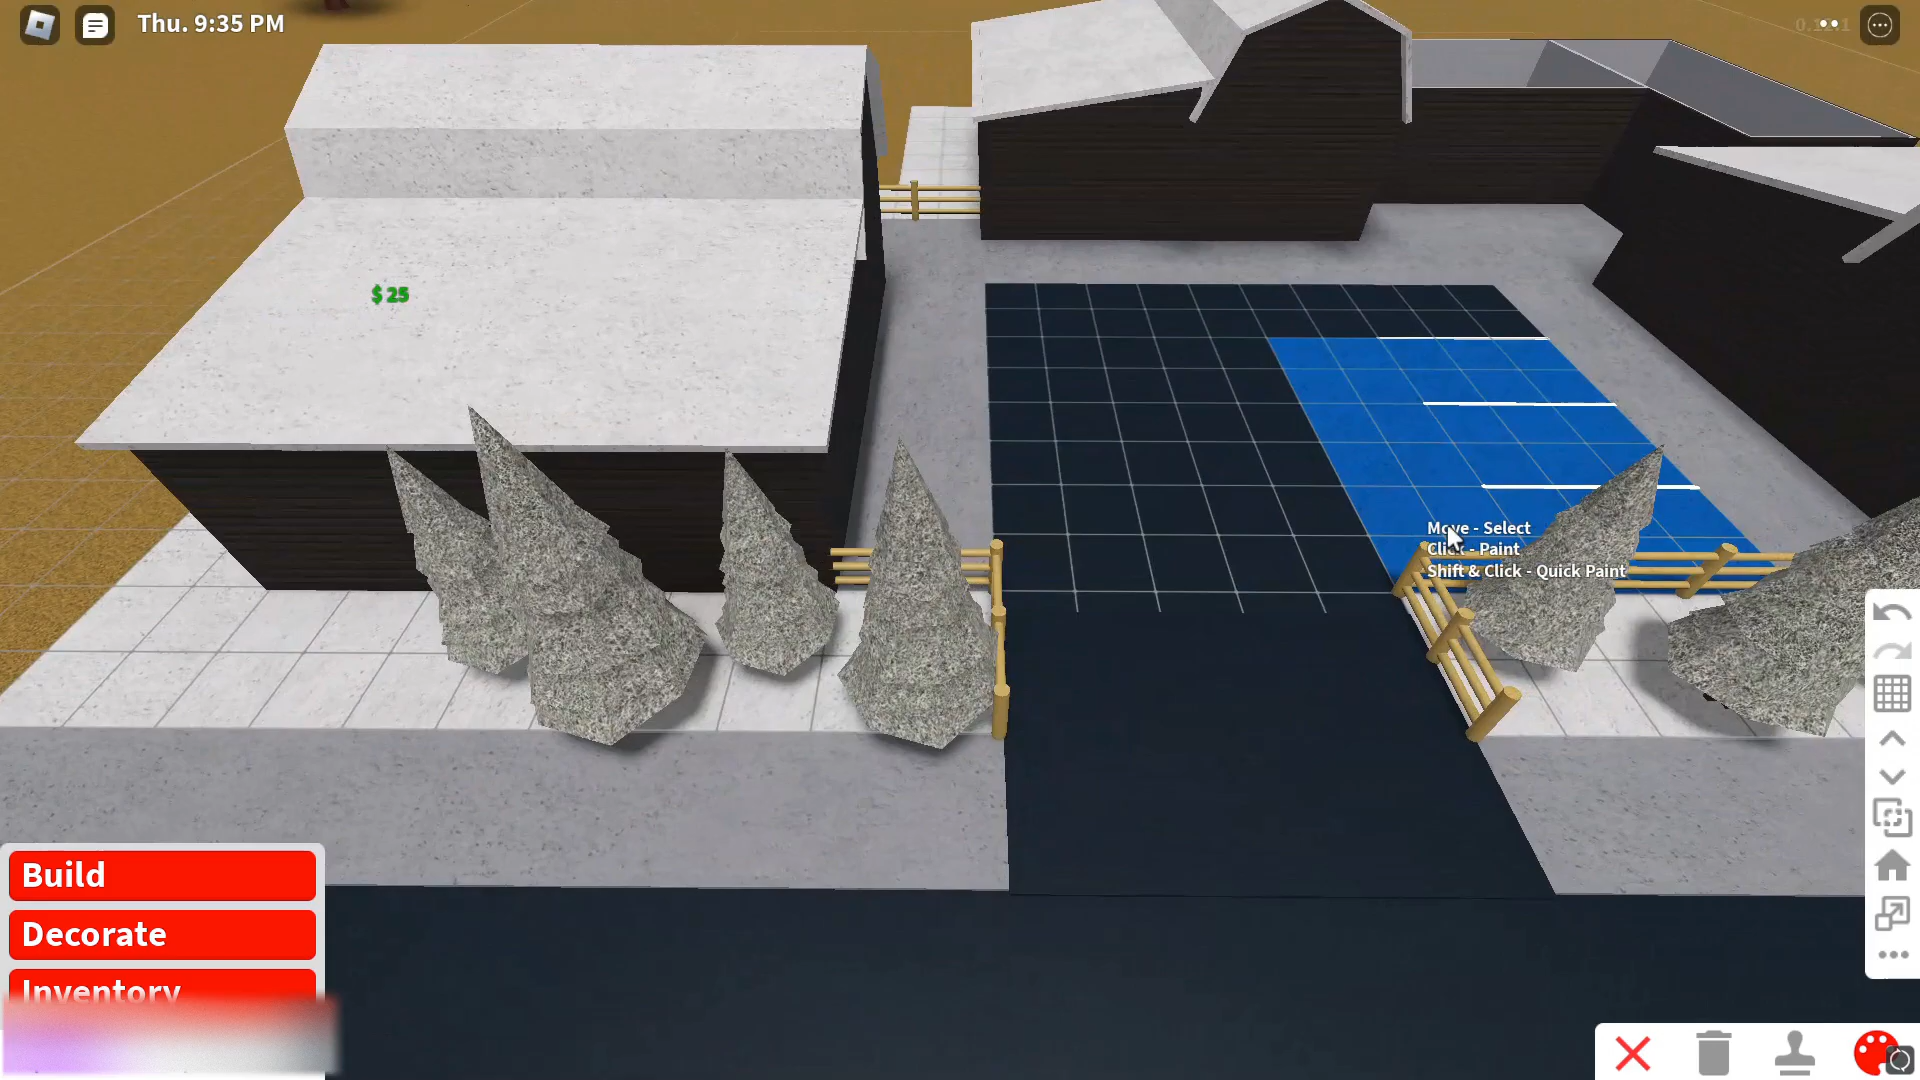 Thu. 9:35 PM
$ 25
Move - Select
Click - Paint
Shift & Click - Quick Paint
Build
Decorate
Inventory